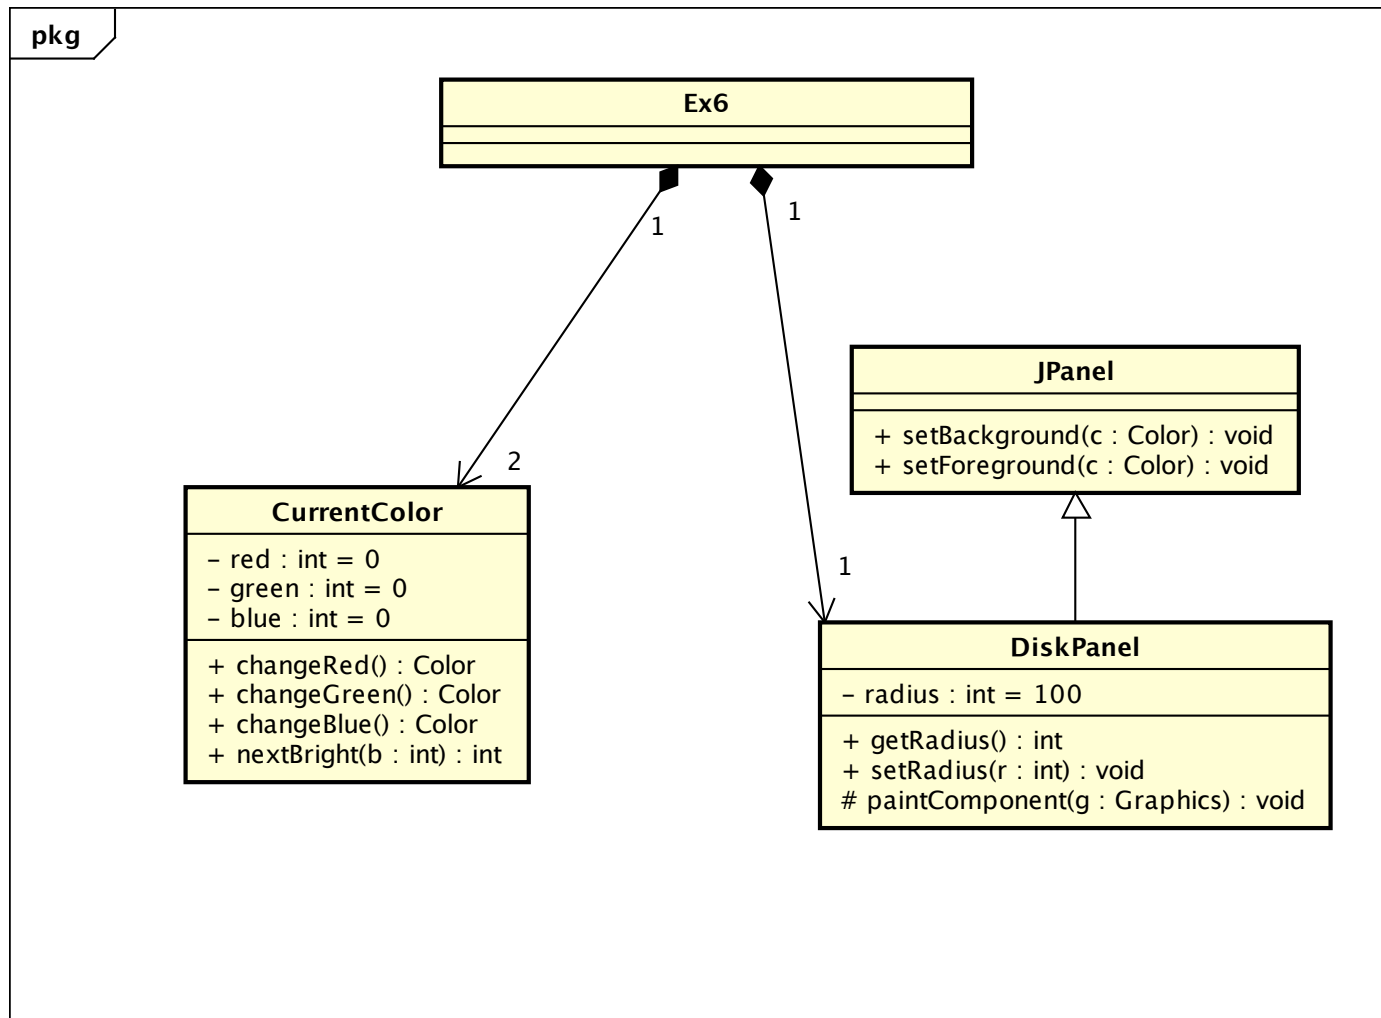 pkg
Ex6
1
1
JPanel
+ setBackground(c : Color) : void
+ setForeground(c : Color) : void
2
CurrentColor
- red : int = 0
- green : int = 0
- blue : int = 0
+ changeRed() : Color
+ changeGreen() : Color
+ changeBlue() : Color
+ nextBright(b : int) : int
1
DiskPanel
- radius : int = 100
+ getRadius() : int
+ setRadius(r : int) : void
# paintComponent(g : Graphics) : void